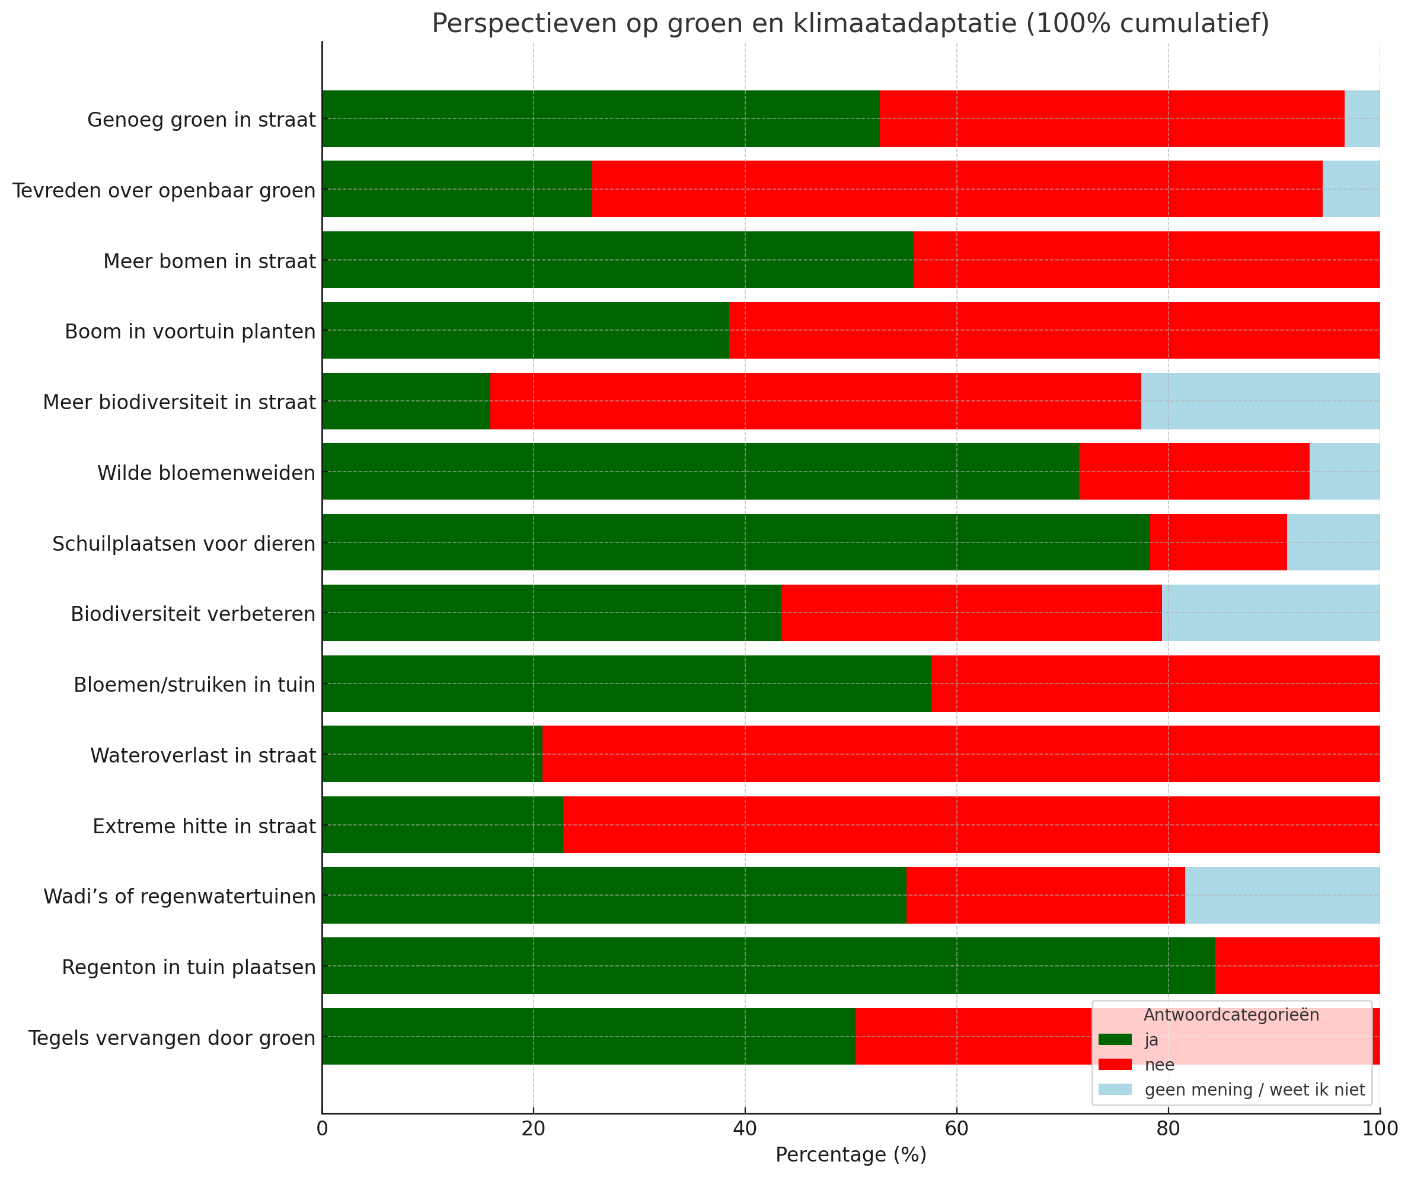 Perspectieven op groen en klimaatadaptatie (100% cumulatief)
Genoeg groen in straat
Tevreden over openbaar groen
Meer bomen in straat
Boom in voortuin planten
Meer biodiversiteit in straat
Wilde bloemenweiden
Schuilplaatsen voor dieren
Biodiversiteit verbeteren
Bloemen/struiken in tuin
Wateroverlast in straat
Extreme hitte in straat
Wadi’s of regenwatertuinen
Regenton in tuin plaatsen
Tegels vervangen door groen
Antwoordcategorieën
ja
nee
geen mening / weet ik niet
0 20 40 60 80 100
Percentage (%)